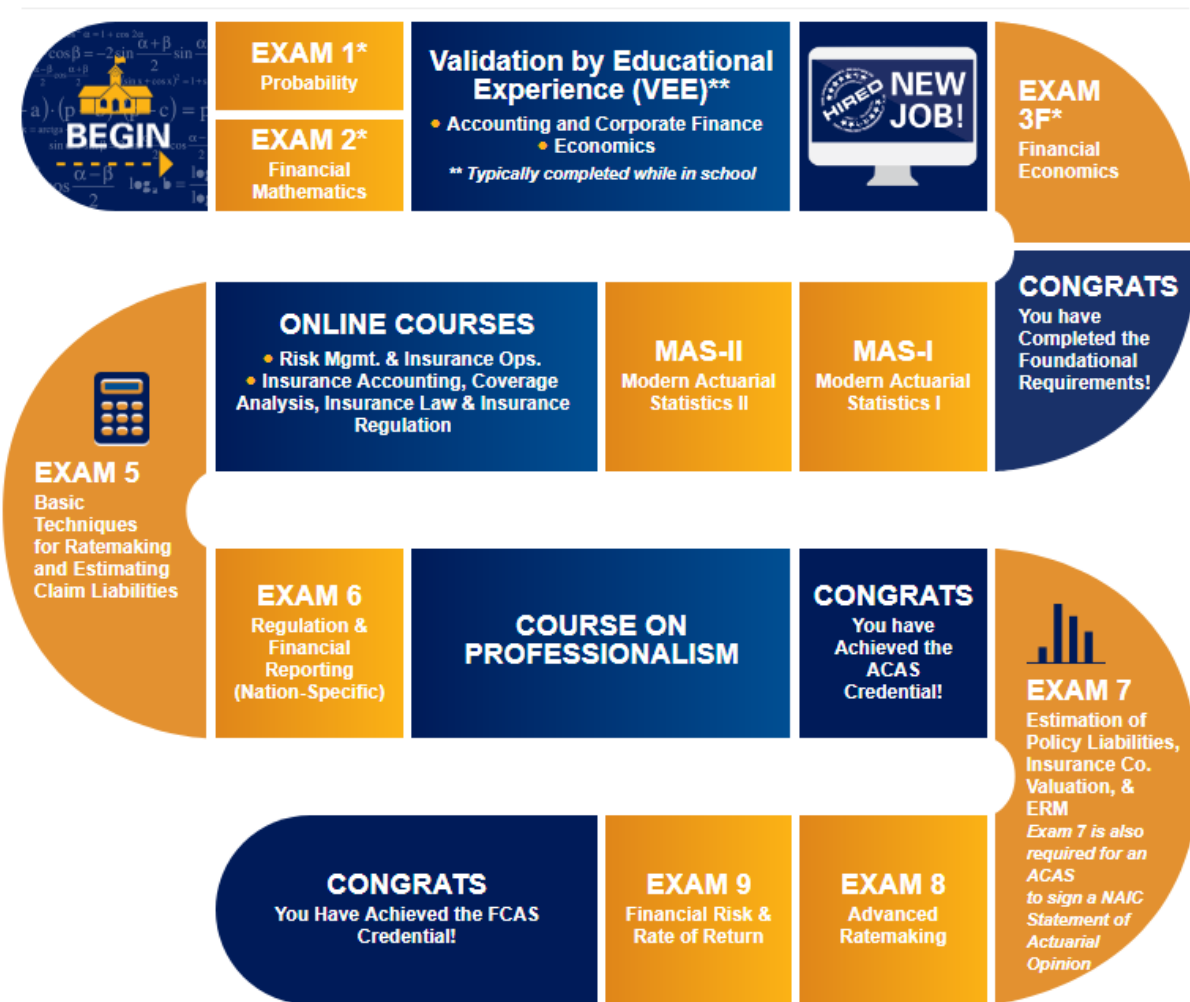 BEGIN
EXAM 1*
Probability
EXAM 2*
Financial
Mathematics
Validation by Educational
Experience (VEE)**
• Accounting and Corporate Finance
• Economics
** Typically completed while in school
HIRED
NEW
JOB!
EXAM
3F*
Financial
Economics
CONGRATS
You have
Completed the
Foundational
Requirements!
MAS-I
Modern Actuarial
Statistics I
MAS-II
Modern Actuarial
Statistics II
ONLINE COURSES
• Risk Mgmt. & Insurance Ops.
• Insurance Accounting, Coverage
Analysis, Insurance Law & Insurance
Regulation
EXAM 5
Basic
Techniques
for Ratemaking
and Estimating
Claim Liabilities
EXAM 6
Regulation &
Financial
Reporting
(Nation-Specific)
COURSE ON
PROFESSIONALISM
CONGRATS
You have
Achieved the
ACAS
Credential!
EXAM 7
Estimation of
Policy Liabilities,
Insurance Co.
Valuation, &
ERM
Exam 7 is also
required for an
ACAS
to sign a NAIC
Statement of
Actuarial
Opinion
EXAM 8
Advanced
Ratemaking
EXAM 9
Financial Risk &
Rate of Return
CONGRATS
You Have Achieved the FCAS
Credential!